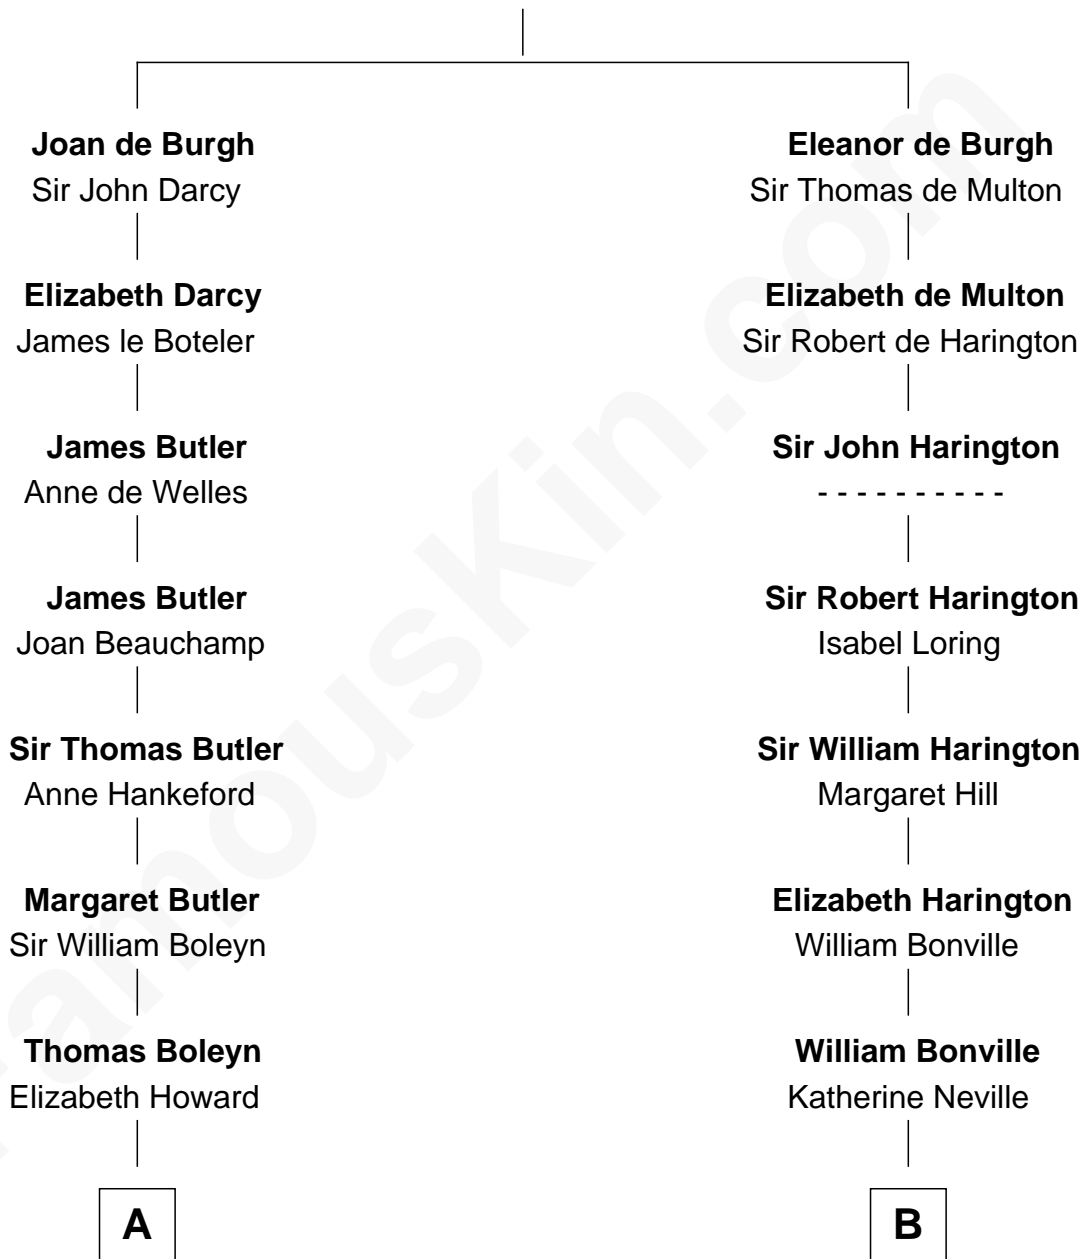 Joan de Burgh
Sir John Darcy
Elizabeth Darcy
James le Boteler
James Butler
Anne de Welles
James Butler
Joan Beauchamp
Sir Thomas Butler
Anne Hankeford
Margaret Butler
Sir William Boleyn
Thomas Boleyn
Elizabeth Howard
A
Eleanor de Burgh
Sir Thomas de Multon
Elizabeth de Multon
Sir Robert de Harington
Sir John Harington
- - - - - - - - - -
Sir Robert Harington
Isabel Loring
Sir William Harington
Margaret Hill
Elizabeth Harington
William Bonville
William Bonville
Katherine Neville
B
FamousKin.com